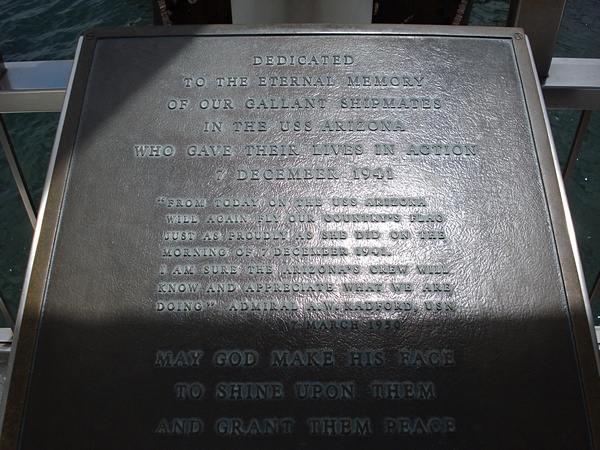 DEDICATED
TO THE ETERNAL MEMORY
OF OUR GALLANT SHIPMATES
IN THE USS ARIZONA
WHO GAVE THEIR LIVES IN ACTION
7 DECEMBER 1941
"FROM TODAY ON THE USS ARIZONA
WILL AGAIN FLY OUR COUNTRY'S FLAG
JUST AS PROUDLY AS SHE DID ON THE
MORNING OF 7 DECEMBER 1941.
I AM SURE THE ARIZONA'S CREW WILL
KNOW AND APPRECIATE WHAT WE ARE
DOING" ADMIRAL A.W. RADFORD, USN
7 MARCH 1950
MAY GOD MAKE HIS FACE
TO SHINE UPON THEM
AND GRANT THEM PEACE